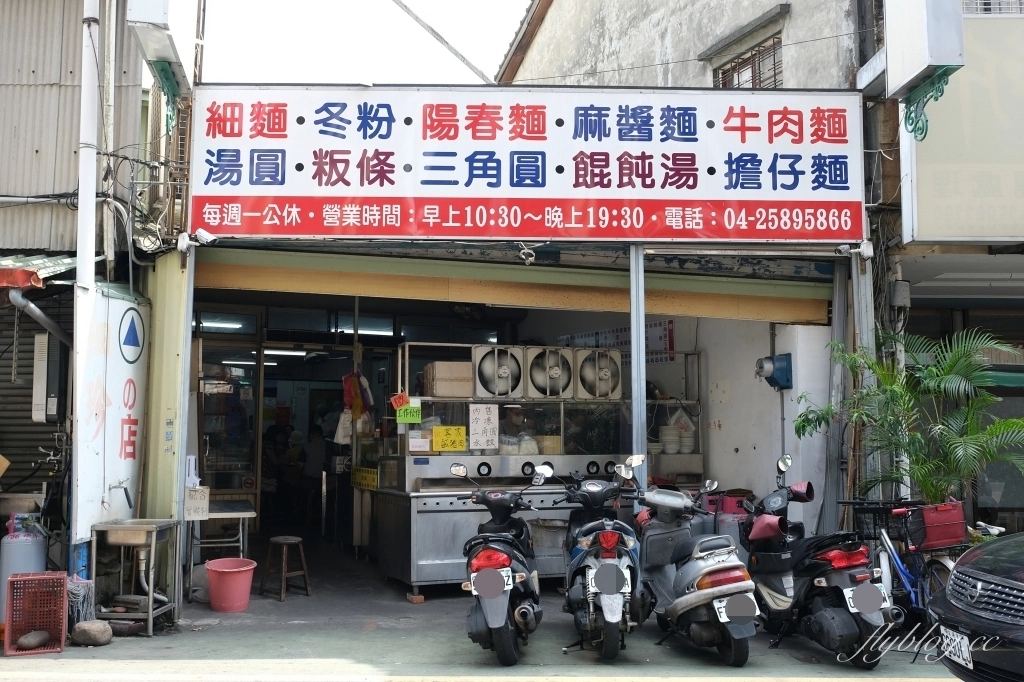 細麵・冬粉・陽春麵・麻醬麵・牛肉麵
湯圓・粄條・三角圓・餛飩湯・擔仔麵
每週一公休・營業時間：早上10:30～晚上19:30・電話：04-25895866
の店
flyblog.cc